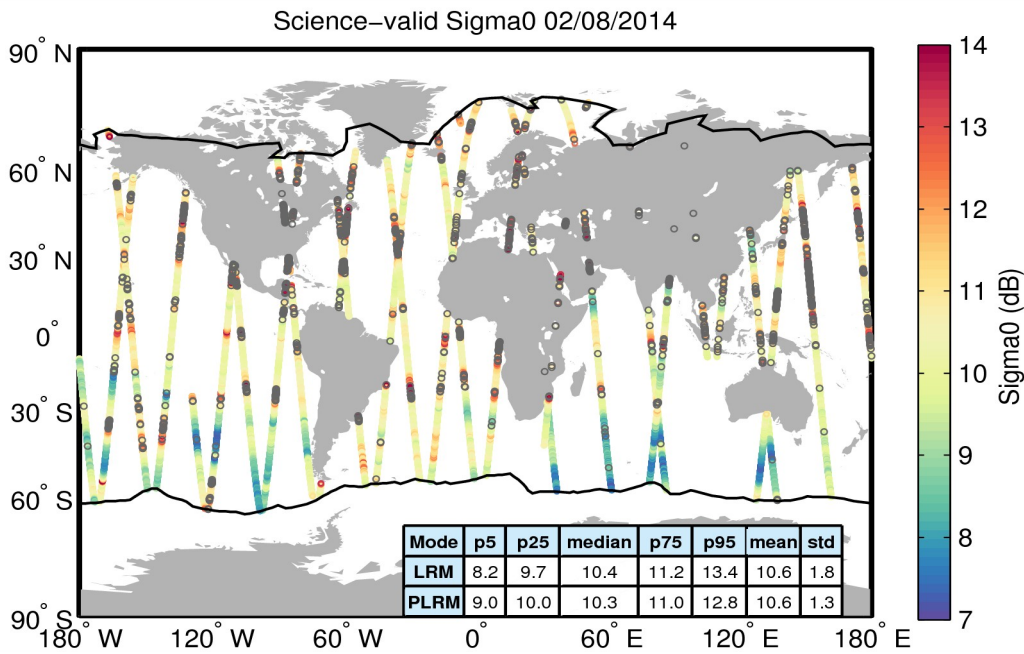 Science−valid Sigma0 02/08/2014
90° N
60° N
30° N
0°
30° S
60° S
90° S
180° W
120° W
60° W
0°
60° E
120° E
180° E
Mode p5 p25 median p75 p95 mean std
LRM 8.2 9.7 10.4 11.2 13.4 10.6 1.8
PLRM 9.0 10.0 10.3 11.0 12.8 10.6 1.3
14
13
12
11
10
9
8
7
Sigma0 (dB)